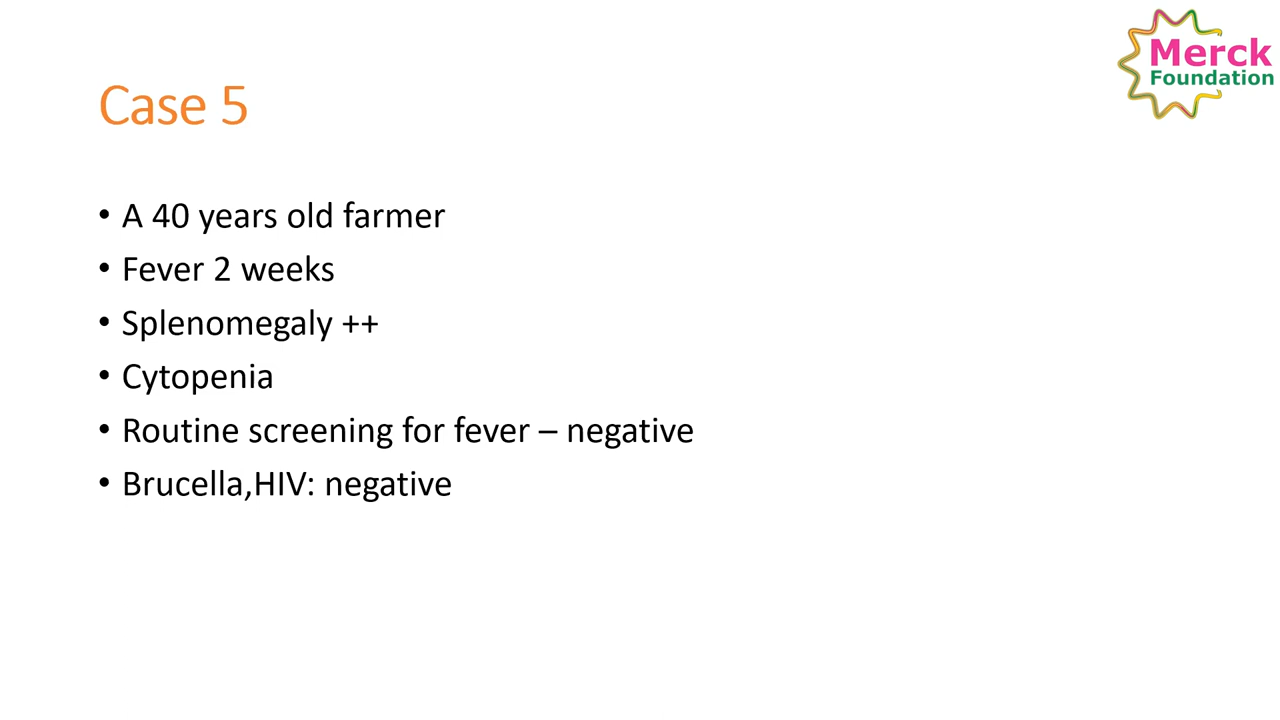 Merck
Foundation
Case 5
• A 40 years old farmer
• Fever 2 weeks
• Splenomegaly ++
• Cytopenia
• Routine screening for fever – negative
• Brucella,HIV: negative